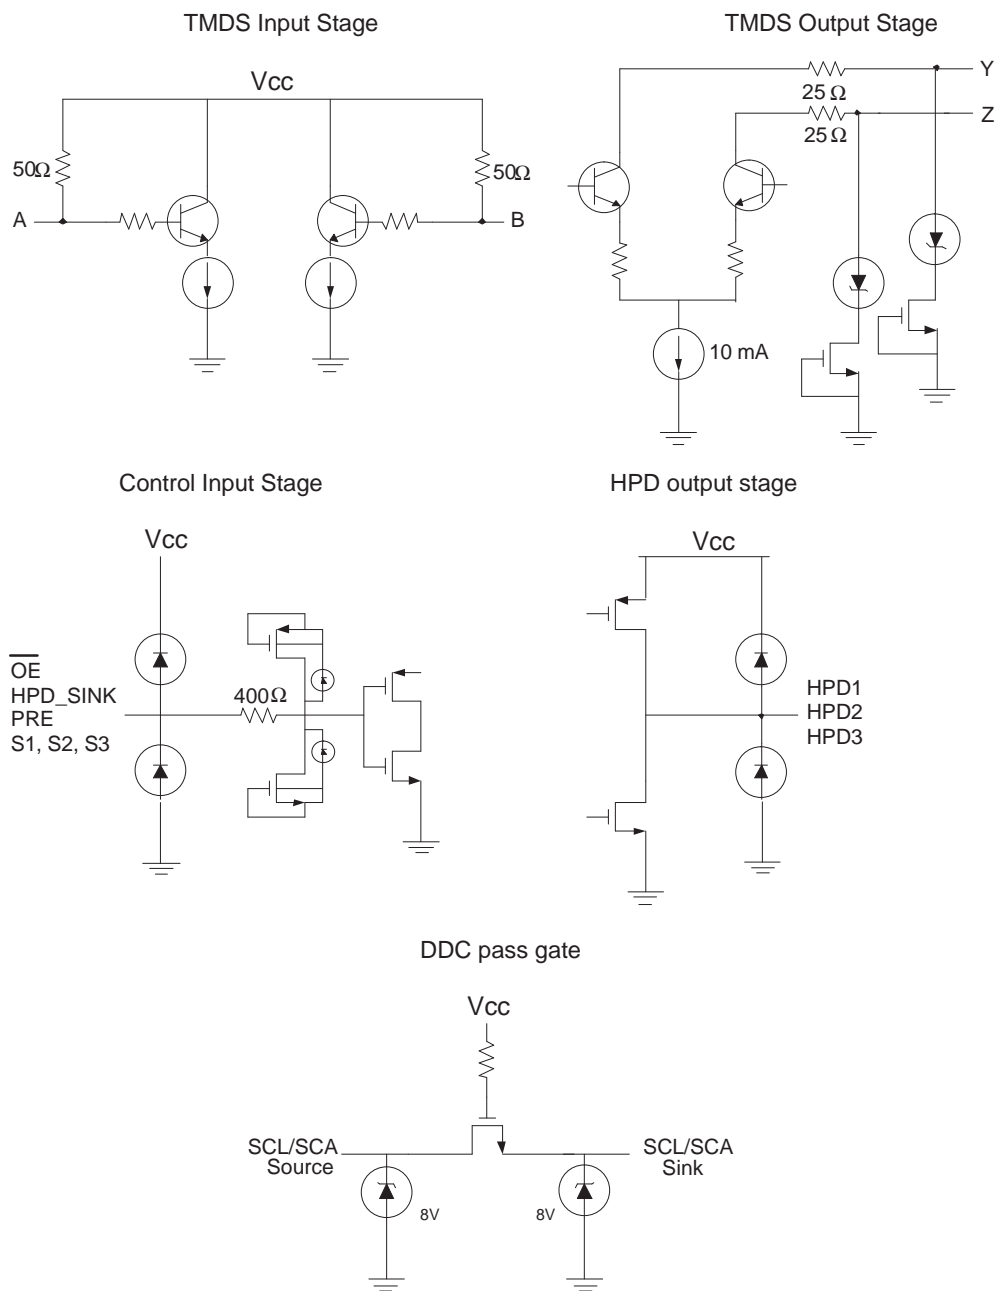 TMDS Input Stage
TMDS Output Stage
Vcc
50Ω
50Ω
A
B
25 Ω
Y
25 Ω
Z
10 mA
Control Input Stage
HPD output stage
Vcc
OE
HPD_SINK
PRE
S1, S2, S3
400Ω
Vcc
HPD1
HPD2
HPD3
DDC pass gate
Vcc
SCL/SCA
Source
SCL/SCA
Sink
8V
8V